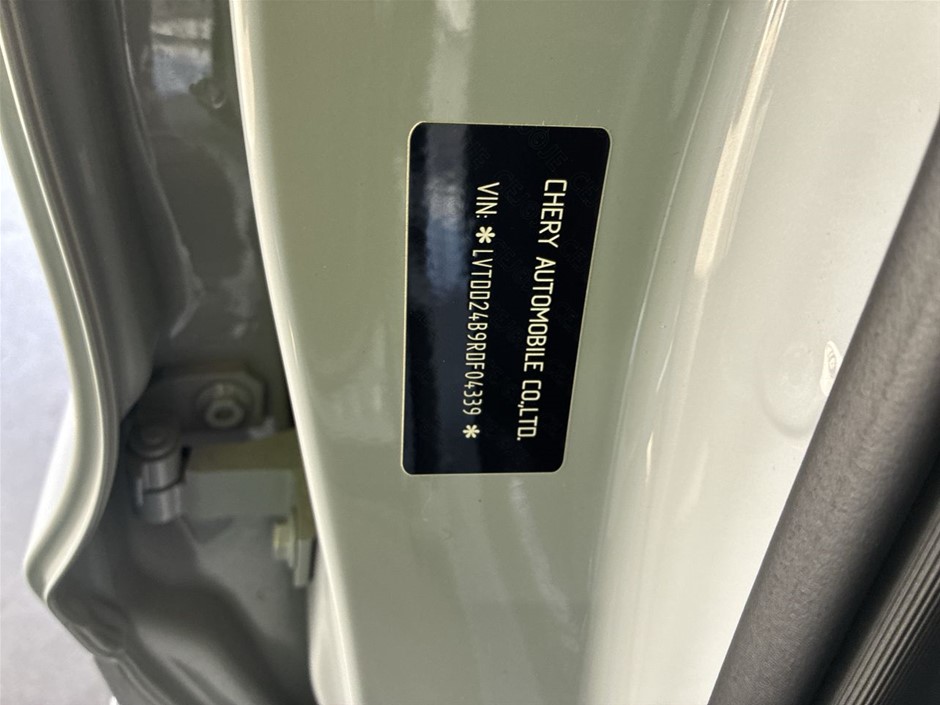 CHERY AUTOMOBILE CO.,LTD.
VIN: *LVTDD24B9RDF04339 *